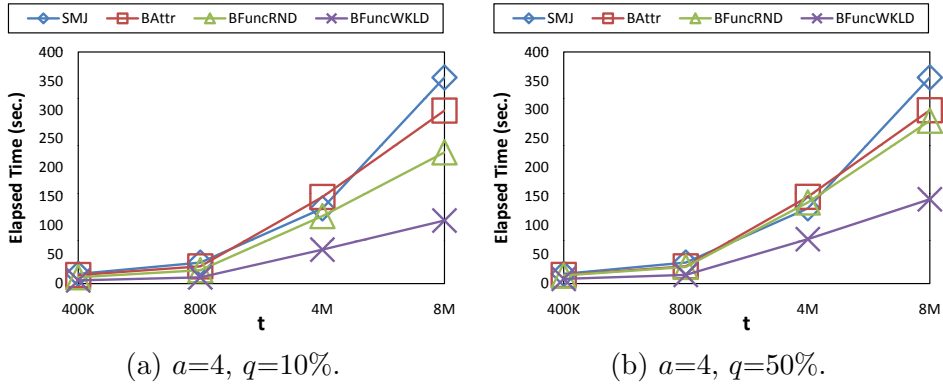 SMJ BAttr BFuncRND BFuncWKLD
Elapsed Time (sec.)
400
350
300
250
200
150
100
50
0
400K 800K 4M 8M
t
(a) a=4, q=10%.
SMJ BAttr BFuncRND BFuncWKLD
Elapsed Time (sec.)
400
350
300
250
200
150
100
50
0
400K 800K 4M 8M
t
(b) a=4, q=50%.